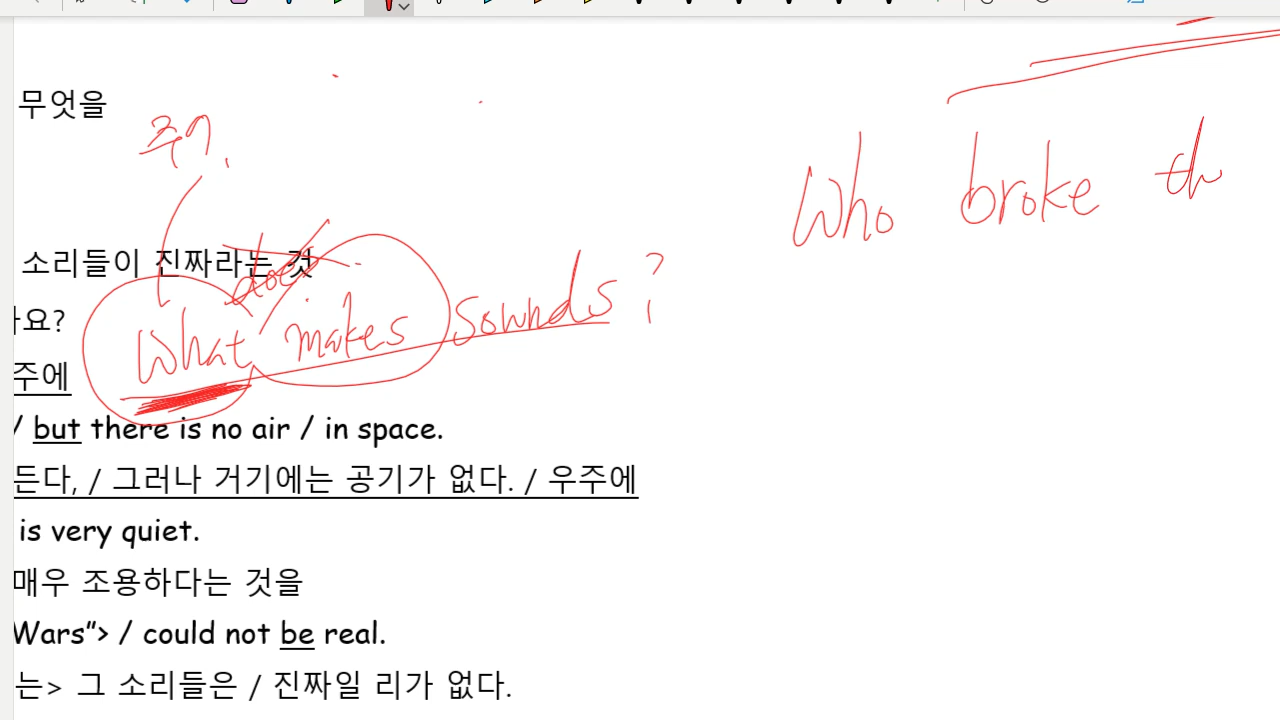 무엇을
주어
Who broke th
소리들이 진짜라는 것
does
요?
What makes sounds?
주에
/ but there is no air / in space.
든다, / 그러나 거기에는 공기가 없다. / 우주에
is very quiet.
매우 조용하다는 것을
Wars”> / could not be real.
는> 그 소리들은 / 진짜일 리가 없다.